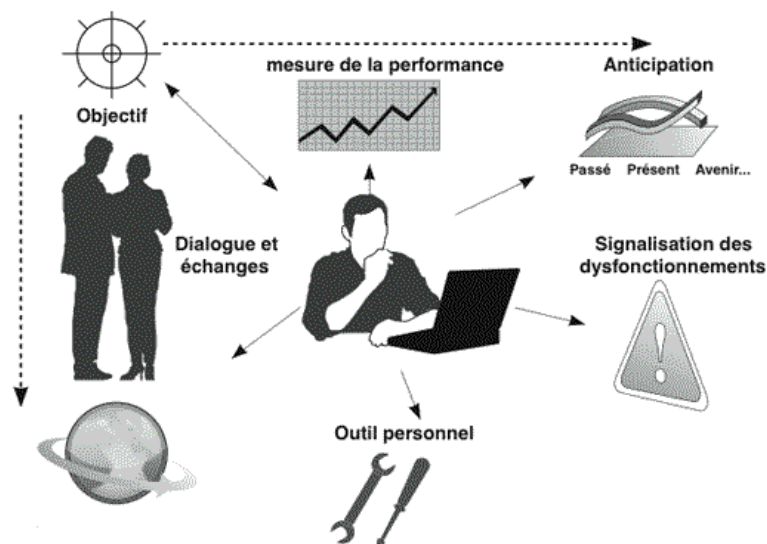 mesure de la performance
Anticipation
Objectif
Passé Présent Avenir...
Dialogue et
échanges
Signalisation des
dysfonctionnements
Outil personnel